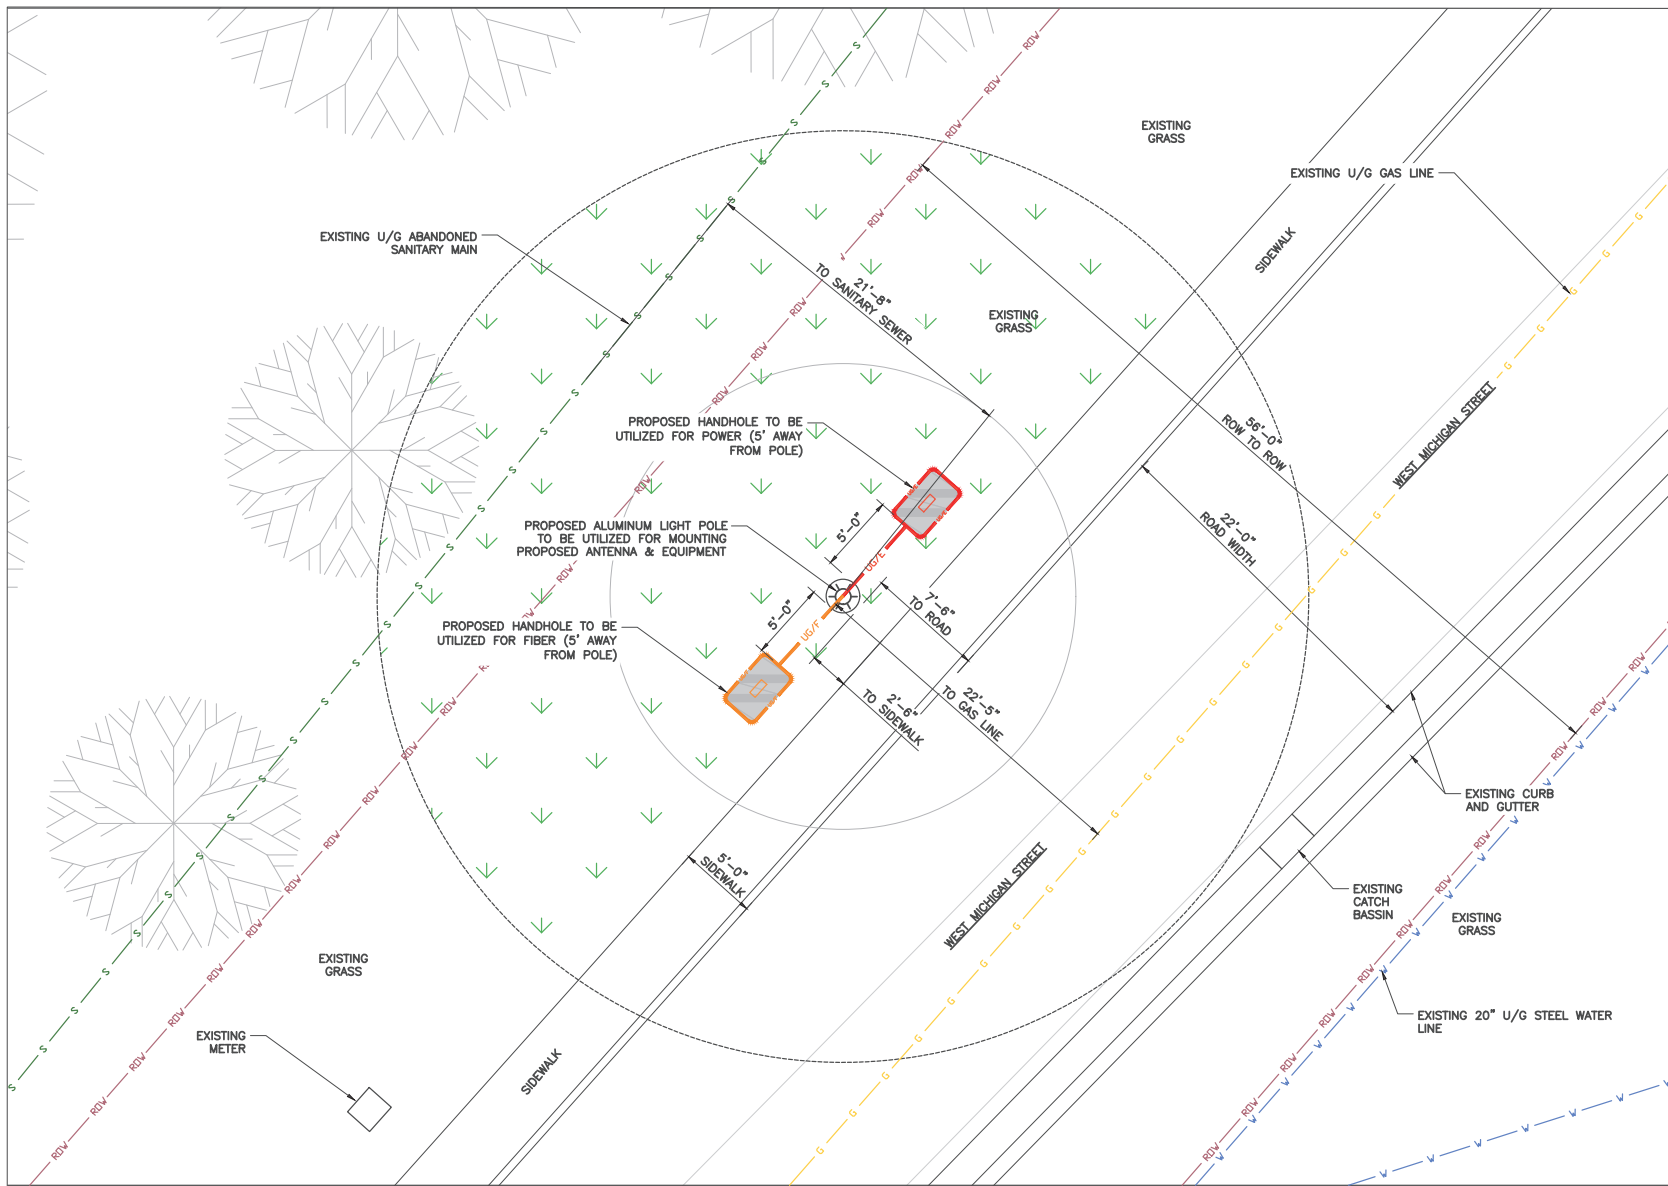 EXISTING
GRASS
EXISTING U/G GAS LINE
EXISTING U/G ABANDONED
SANITARY MAIN
SIDEWALK
21'-8"
TO SANITARY SEWER
EXISTING
GRASS
PROPOSED HANDHOLE TO BE
UTILIZED FOR POWER (5' AWAY
FROM POLE)
56'-0"
ROW TO ROW
WEST MICHIGAN STREET
22'-0"
ROAD WIDTH
PROPOSED ALUMINUM LIGHT POLE
TO BE UTILIZED FOR MOUNTING
PROPOSED ANTENNA & EQUIPMENT
5'-0"
UG/E
5'-0"
UG/F
7'-6"
TO ROAD
PROPOSED HANDHOLE TO BE
UTILIZED FOR FIBER (5' AWAY
FROM POLE)
2'-6"
TO SIDEWALK
22'-5"
TO GAS LINE
EXISTING CURB
AND GUTTER
5'-0"
SIDEWALK
WEST MICHIGAN STREET
EXISTING
CATCH
BASSIN
EXISTING
GRASS
EXISTING
GRASS
EXISTING 20" U/G STEEL WATER
LINE
EXISTING
METER
SIDEWALK
S
ROW
G
W